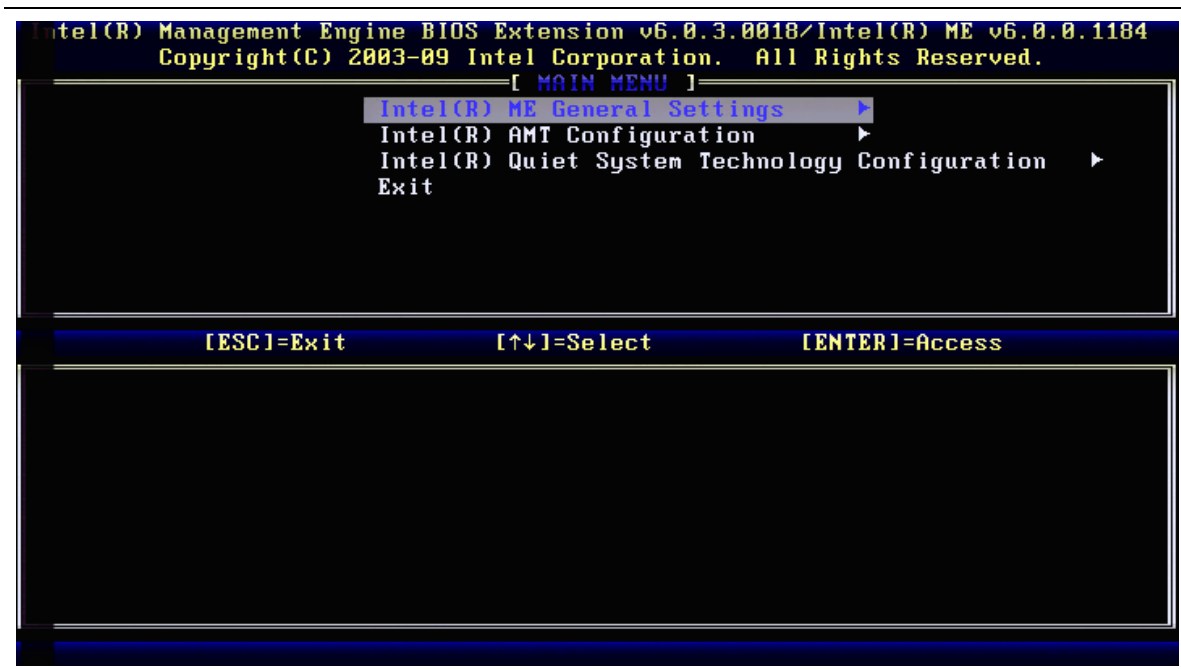 Intel(R) Management Engine BIOS Extension v6.0.3.0018/Intel(R) ME v6.0.0.1184
Copyright(C) 2003-09 Intel Corporation. All Rights Reserved.
[ MAIN MENU ]
Intel(R) ME General Settings ►
Intel(R) AMT Configuration ►
Intel(R) Quiet System Technology Configuration ►
Exit
[ESC]=Exit [↑↓]=Select [ENTER]=Access